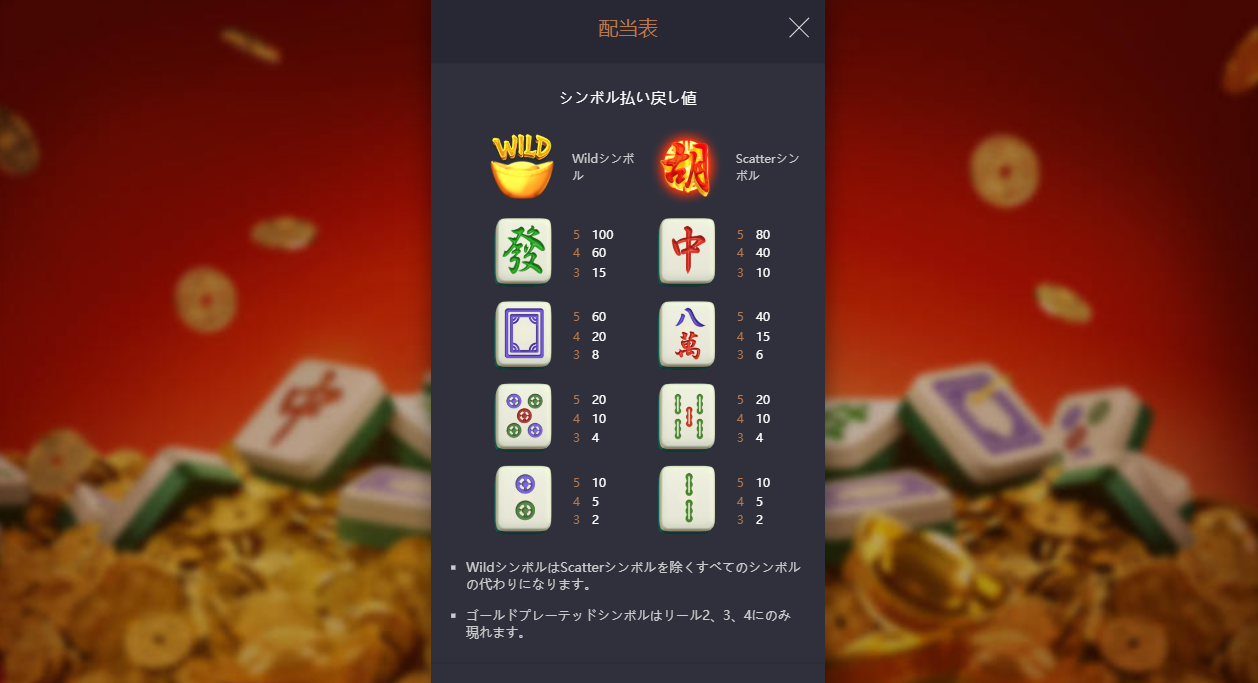 配当表
シンボル払い戻し値
WILD
Wildシンボ
ル
胡
Scatterシン
ボル
發
5 100
4 60
3 15
中
5 80
4 40
3 10
5 60
4 20
3 8
八
萬
5 40
4 15
3 6
5 20
4 10
3 4
5 20
4 10
3 4
5 10
4 5
3 2
5 10
4 5
3 2
▪ WildシンボルはScatterシンボルを除くすべてのシンボル
の代わりになります。
▪ ゴールドプレーテッドシンボルはリール2、3、4にのみ
現れます。
中